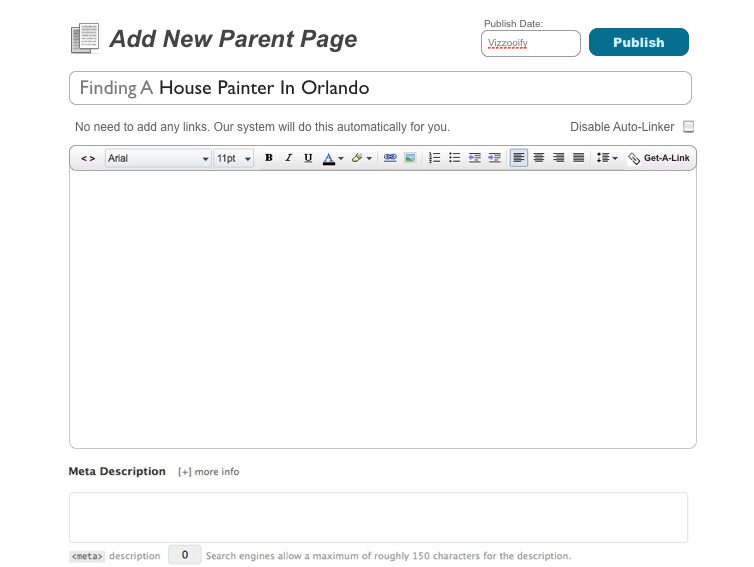 Publish Date:
Add New Parent Page
Vizzooify
Publish
Finding A House Painter In Orlando
No need to add any links. Our system will do this automatically for you.
Disable Auto-Linker
< > Arial 11pt B I U A Get-A-Link
Meta Description [+] more info
<meta> description 0 Search engines allow a maximum of roughly 150 characters for the description.